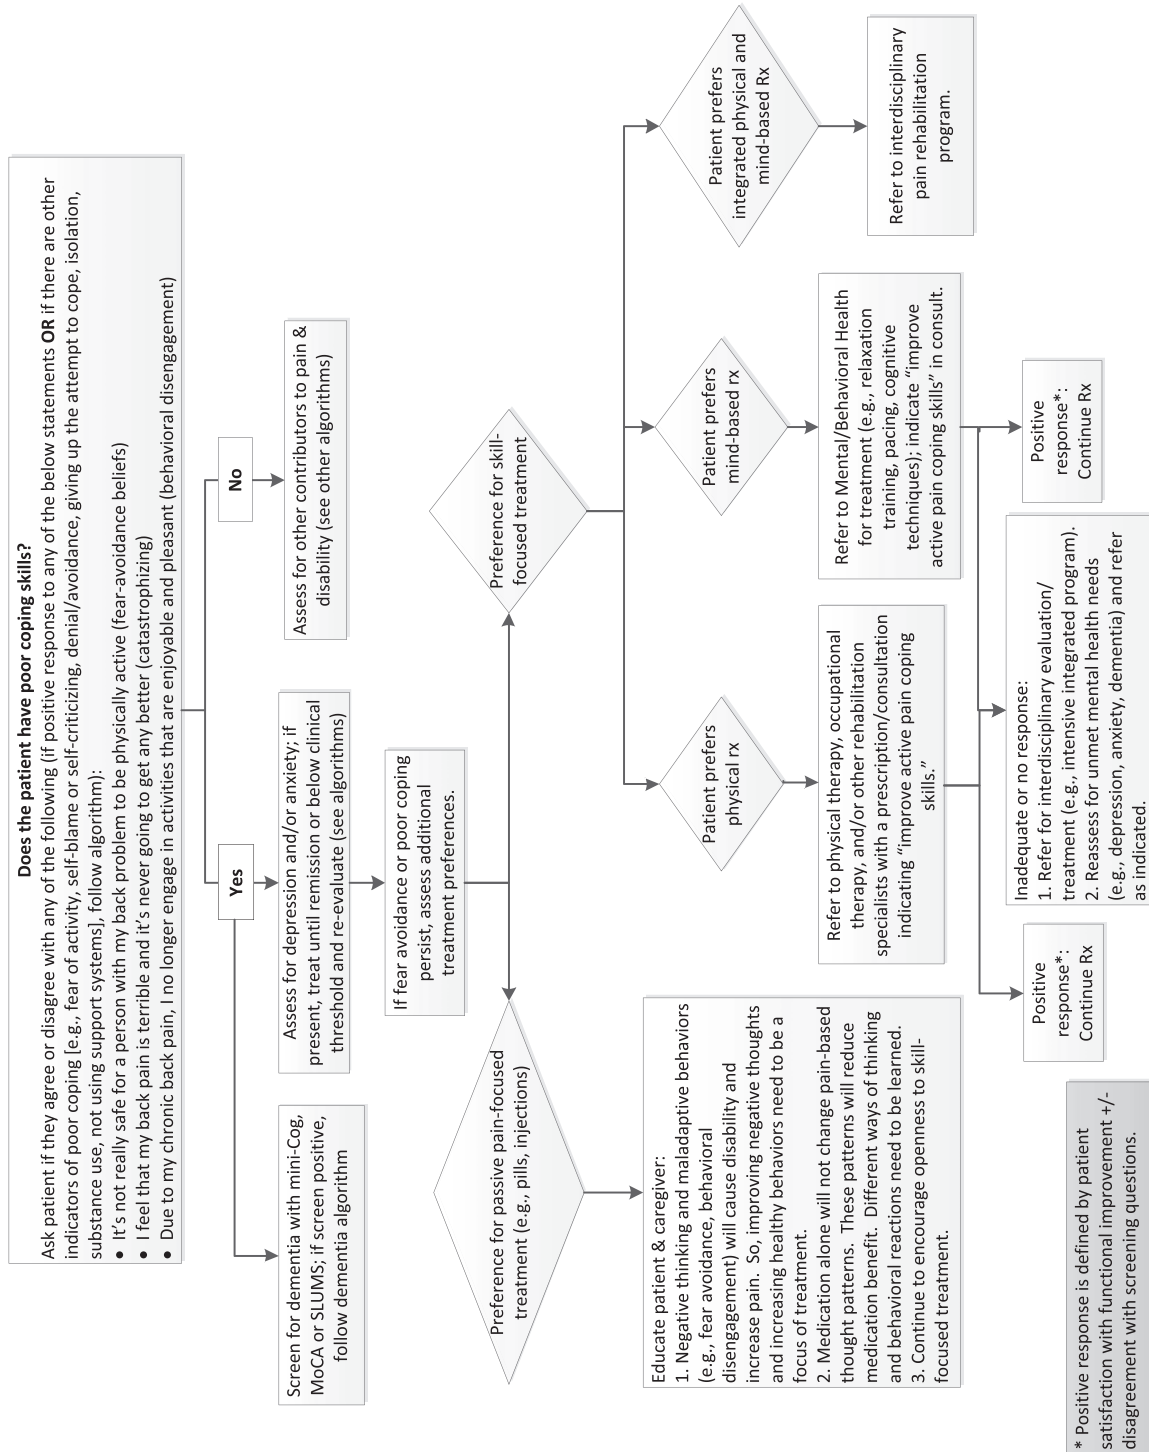 Does the patient have poor coping skills?
Ask patient if they agree or disagree with any of the following (if positive response to any of the below statements OR if there are other
indicators of poor coping [e.g., fear of activity, self-blame or self-criticizing, denial/avoidance, giving up the attempt to cope, isolation,
substance use, not using support systems], follow algorithm):
● It's not really safe for a person with my back problem to be physically active (fear-avoidance beliefs)
● I feel that my back pain is terrible and it's never going to get any better (catastrophizing)
● Due to my chronic back pain, I no longer engage in activities that are enjoyable and pleasant (behavioral disengagement)
Yes
No
Screen for dementia with mini-Cog,
MoCA or SLUMS; if screen positive,
follow dementia algorithm
Assess for depression and/or anxiety; if
present, treat until remission or below clinical
threshold and re-evaluate (see algorithms)
Assess for other contributors to pain &
disability (see other algorithms)
If fear avoidance or poor coping
persist, assess additional
treatment preferences.
Preference for passive pain-focused
treatment (e.g., pills, injections)
Preference for skill-
focused treatment
Educate patient & caregiver:
1. Negative thinking and maladaptive behaviors
(e.g., fear avoidance, behavioral
disengagement) will cause disability and
increase pain. So, improving negative thoughts
and increasing healthy behaviors need to be a
focus of treatment.
2. Medication alone will not change pain-based
thought patterns. These patterns will reduce
medication benefit. Different ways of thinking
and behavioral reactions need to be learned.
3. Continue to encourage openness to skill-
focused treatment.
Patient prefers
physical rx
Patient prefers
mind-based rx
Patient prefers
integrated physical and
mind-based Rx
Refer to physical therapy, occupational
therapy, and/or other rehabilitation
specialists with a prescription/consultation
indicating "improve active pain coping
skills."
Refer to Mental/Behavioral Health
for treatment (e.g., relaxation
training, pacing, cognitive
techniques); indicate "improve
active pain coping skills" in consult.
Refer to interdisciplinary
pain rehabilitation
program.
Positive
response*:
Continue Rx
Inadequate or no response:
1. Refer for interdisciplinary evaluation/
treatment (e.g., intensive integrated program).
2. Reassess for unmet mental health needs
(e.g., depression, anxiety, dementia) and refer
as indicated.
Positive
response*:
Continue Rx
* Positive response is defined by patient
satisfaction with functional improvement +/-
disagreement with screening questions.